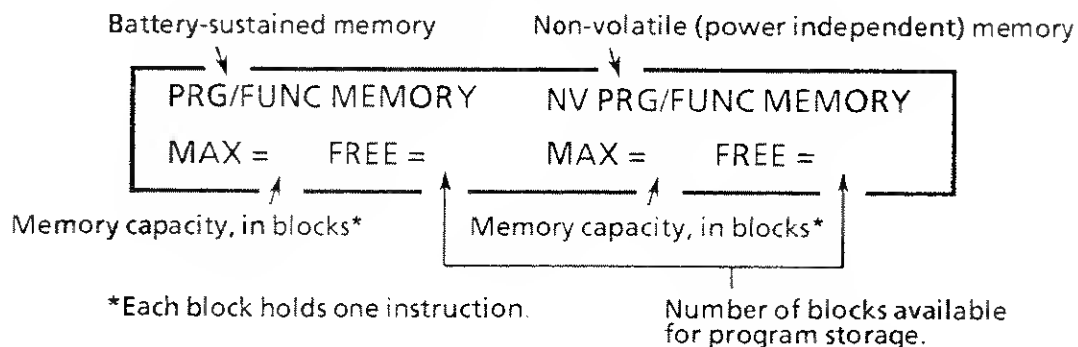 Battery-sustained memory Non-volatile (power independent) memory
PRG/FUNC MEMORY NV PRG/FUNC MEMORY
MAX = FREE = MAX = FREE =
Memory capacity, in blocks* Memory capacity, in blocks*
*Each block holds one instruction.
Number of blocks available
for program storage.